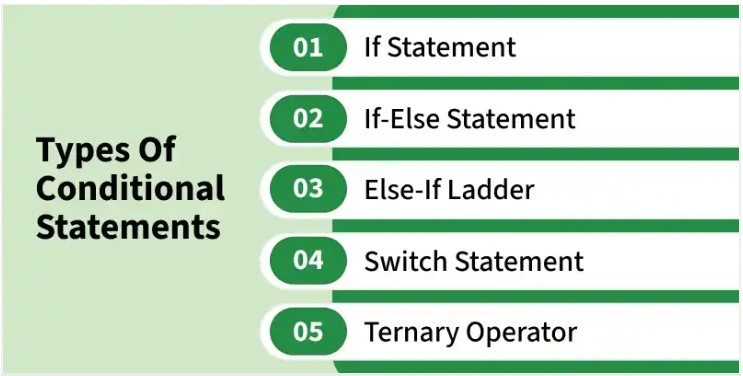 Types Of
Conditional
Statements
01 If Statement
02 If-Else Statement
03 Else-If Ladder
04 Switch Statement
05 Ternary Operator